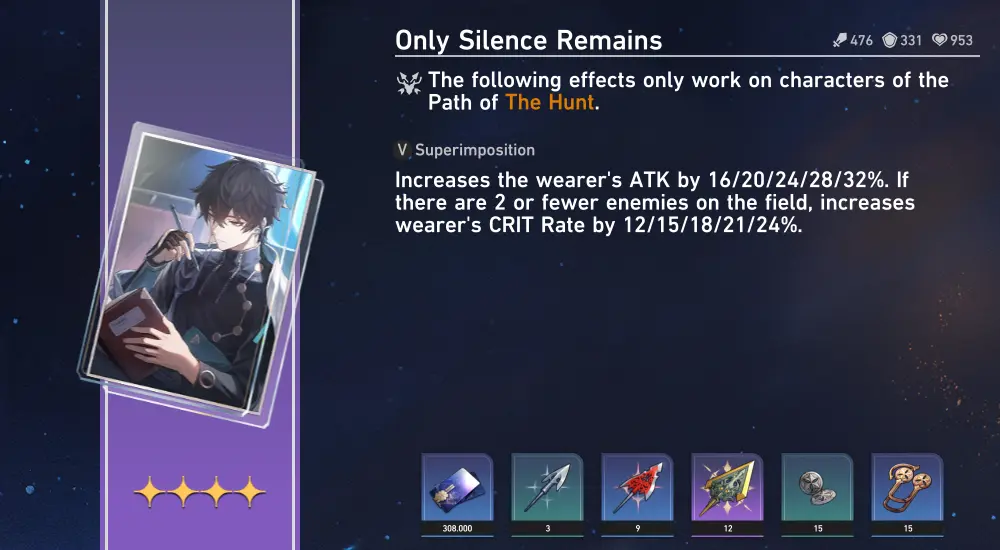 Only Silence Remains
476 331 953
The following effects only work on characters of the
Path of The Hunt.
V Superimposition
Increases the wearer's ATK by 16/20/24/28/32%. If
there are 2 or fewer enemies on the field, increases
wearer's CRIT Rate by 12/15/18/21/24%.
308.000 3 9 12 15 15